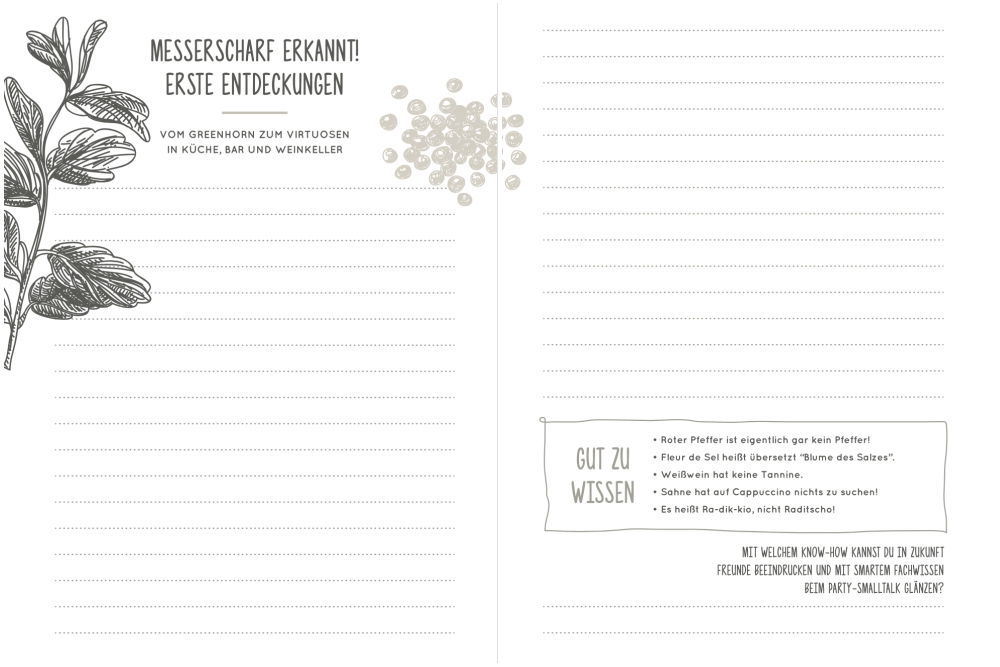 MESSERSCHARF ERKANNT!
ERSTE ENTDECKUNGEN
VOM GREENHORN ZUM VIRTUOSEN
IN KÜCHE, BAR UND WEINKELLER
GUT ZU
WISSEN
• Roter Pfeffer ist eigentlich gar kein Pfeffer!
• Fleur de Sel heißt übersetzt “Blume des Salzes”.
• Weißwein hat keine Tannine.
• Sahne hat auf Cappuccino nichts zu suchen!
• Es heißt Ra-dik-kio, nicht Raditscho!
MIT WELCHEM KNOW-HOW KANNST DU IN ZUKUNFT
FREUNDE BEEINDRUCKEN UND MIT SMARTEM FACHWISSEN
BEIM PARTY-SMALLTALK GLÄNZEN?